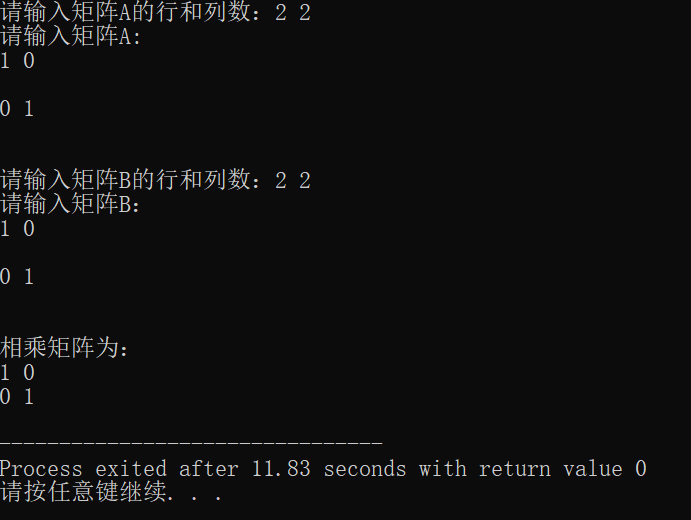 请输入矩阵A的行和列数：2 2
请输入矩阵A:
1 0
0 1
请输入矩阵B的行和列数：2 2
请输入矩阵B：
1 0
0 1
相乘矩阵为：
1 0
0 1
--------------------------------
Process exited after 11.83 seconds with return value 0
请按任意键继续. . .